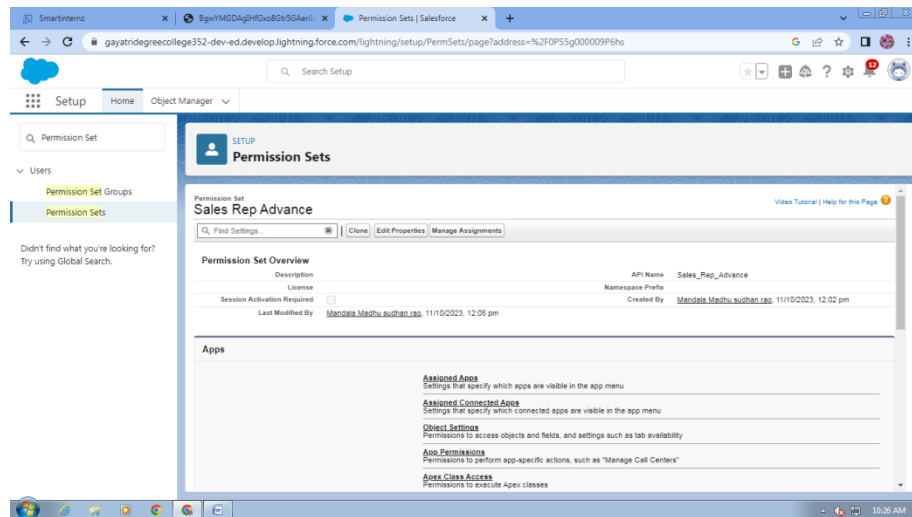 Smartinternz
BgwYMGDAgIHfGxo8Gtr5GAen
Permission Sets | Salesforce
gayatridegreecollege352-dev-ed.develop.lightning.force.com/lightning/setup/PermSets/page?address=%2F0PS5g000009P6hs
Search Setup
12
Setup
Home
Object Manager
Permission Set
Users
Permission Set Groups
Permission Sets
Didn't find what you're looking for?
Try using Global Search.
SETUP
Permission Sets
Permission Set
Sales Rep Advance
Video Tutorial | Help for this Page
Find Settings...
Clone
Edit Properties
Manage Assignments
Permission Set Overview
Description
API Name Sales_Rep_Advance
License
Namespace Prefix
Session Activation Required
Created By Mandala Madhu sudhan rao, 11/10/2023, 12:02 pm
Last Modified By Mandala Madhu sudhan rao, 11/10/2023, 12:08 pm
Apps
Assigned Apps
Settings that specify which apps are visible in the app menu
Assigned Connected Apps
Settings that specify which connected apps are visible in the app menu
Object Settings
Permissions to access objects and fields, and settings such as tab availability
App Permissions
Permissions to perform app-specific actions, such as "Manage Call Centers"
Apex Class Access
Permissions to execute Apex classes
10:26 AM